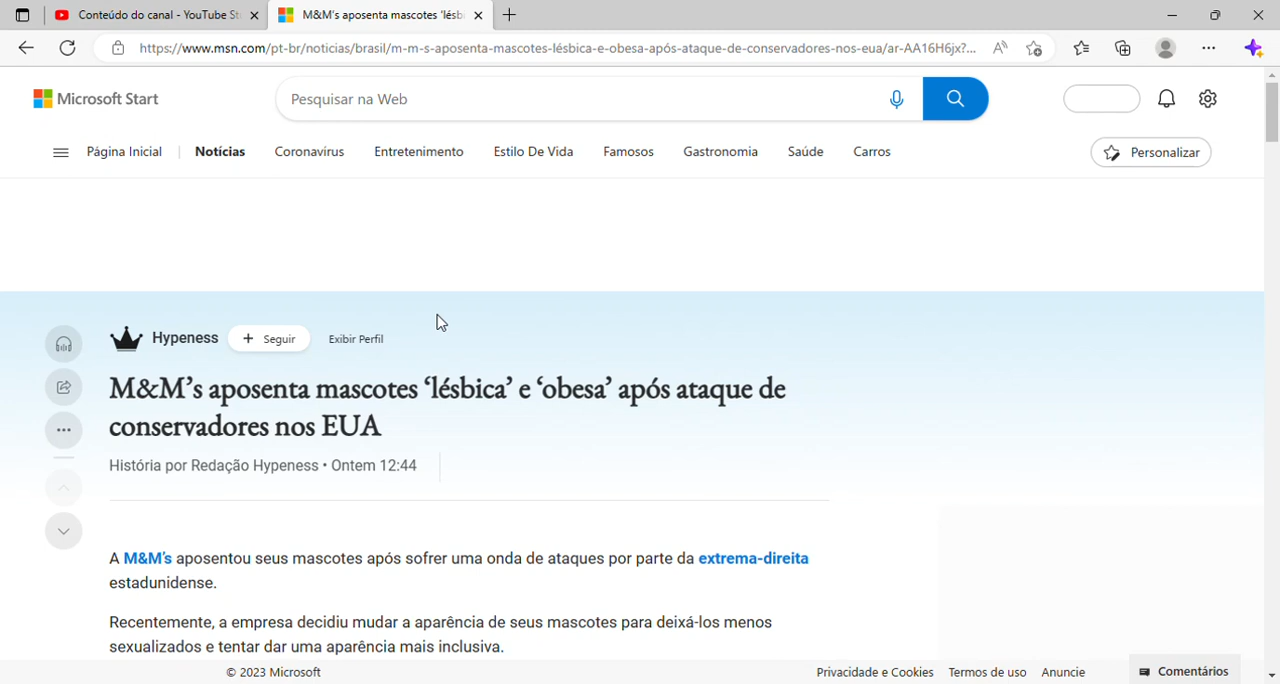 Conteúdo do canal - YouTube St
M&M's aposenta mascotes 'lésb
https://www.msn.com/pt-br/noticias/brasil/m-m-s-aposenta-mascotes-lésbica-e-obesa-após-ataque-de-conservadores-nos-eua/ar-AA16H6jx?...
Microsoft Start
Pesquisar na Web
Página Inicial
Notícias
Coronavírus
Entretenimento
Estilo De Vida
Famosos
Gastronomia
Saúde
Carros
Personalizar
Hypeness
+ Seguir
Exibir Perfil
M&M's aposenta mascotes 'lésbica' e 'obesa' após ataque de
conservadores nos EUA
História por Redação Hypeness • Ontem 12:44
A M&M's aposentou seus mascotes após sofrer uma onda de ataques por parte da extrema-direita
estadunidense.
Recentemente, a empresa decidiu mudar a aparência de seus mascotes para deixá-los menos
sexualizados e tentar dar uma aparência mais inclusiva.
© 2023 Microsoft
Privacidade e Cookies
Termos de uso
Anuncie
Comentários